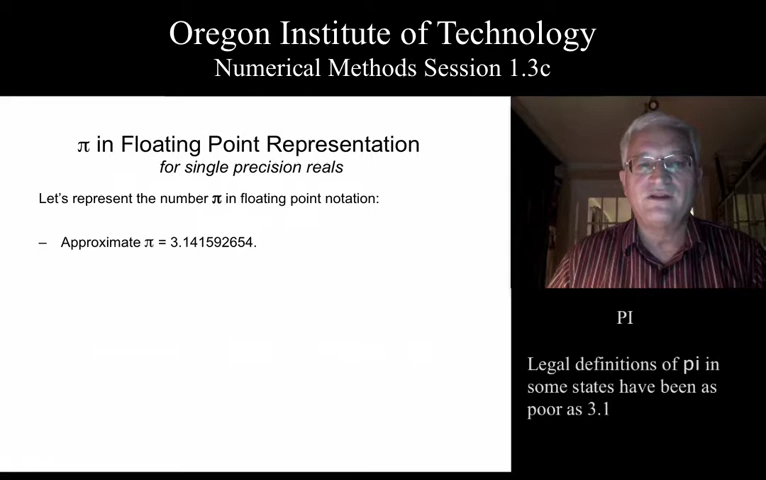 Oregon Institute of Technology
Numerical Methods Session 1.3c
π in Floating Point Representation
for single precision reals
Let's represent the number π in floating point notation:
– Approximate π = 3.141592654.
PI
Legal definitions of pi in
some states have been as
poor as 3.1